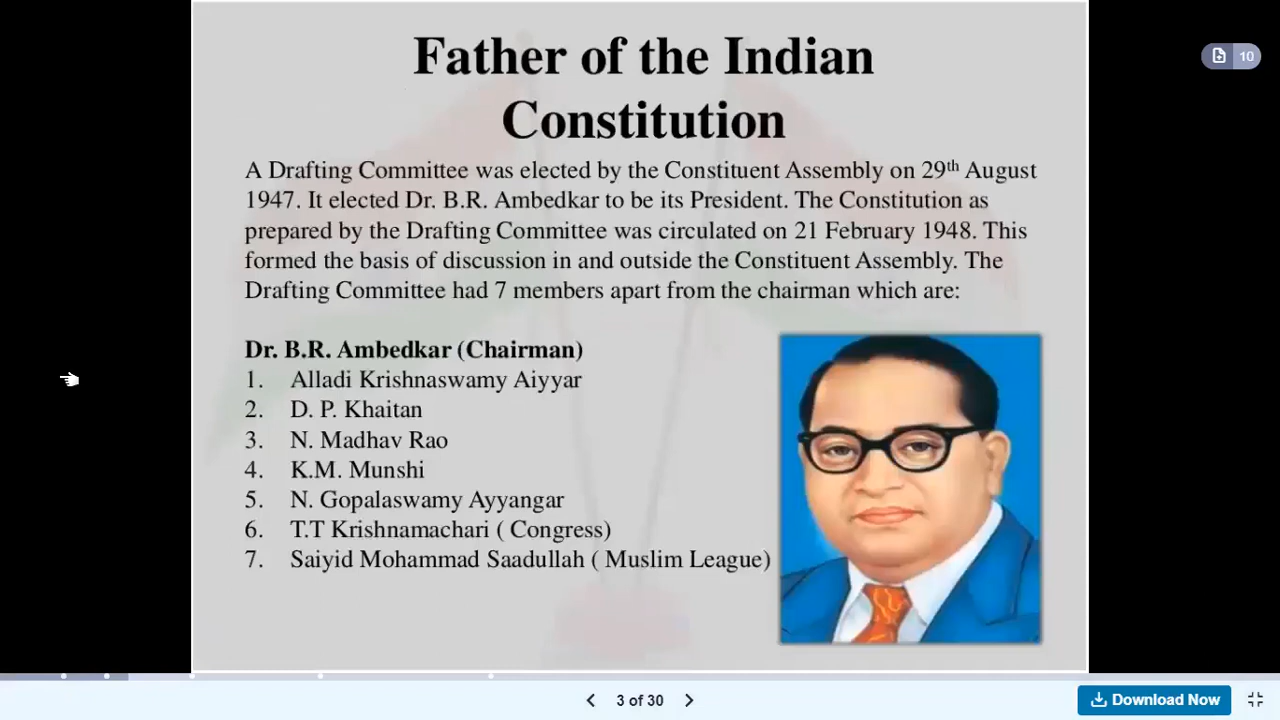 Father of the Indian
Constitution
A Drafting Committee was elected by the Constituent Assembly on 29th August
1947. It elected Dr. B.R. Ambedkar to be its President. The Constitution as
prepared by the Drafting Committee was circulated on 21 February 1948. This
formed the basis of discussion in and outside the Constituent Assembly. The
Drafting Committee had 7 members apart from the chairman which are:
Dr. B.R. Ambedkar (Chairman)
1. Alladi Krishnaswamy Aiyyar
2. D. P. Khaitan
3. N. Madhav Rao
4. K.M. Munshi
5. N. Gopalaswamy Ayyangar
6. T.T Krishnamachari ( Congress)
7. Saiyid Mohammad Saadullah ( Muslim League)
10
3 of 30
Download Now